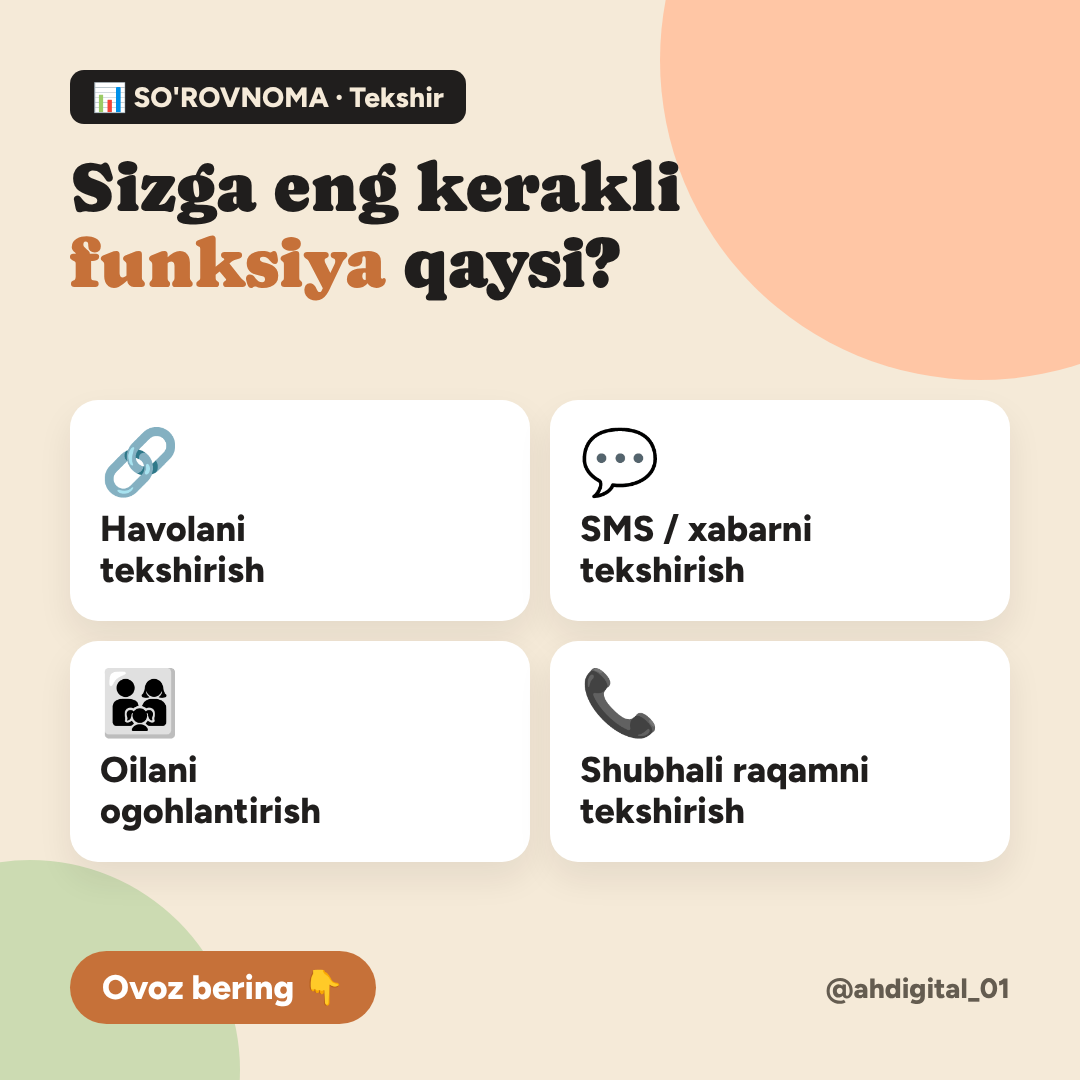 📊 SO'ROVNOMA · Tekshir
Sizga eng kerakli
funksiya qaysi?
Havolani
tekshirish
SMS / xabarni
tekshirish
Oilani
ogohlantirish
Shubhali raqamni
tekshirish
Ovoz bering 👇
@ahdigital_01